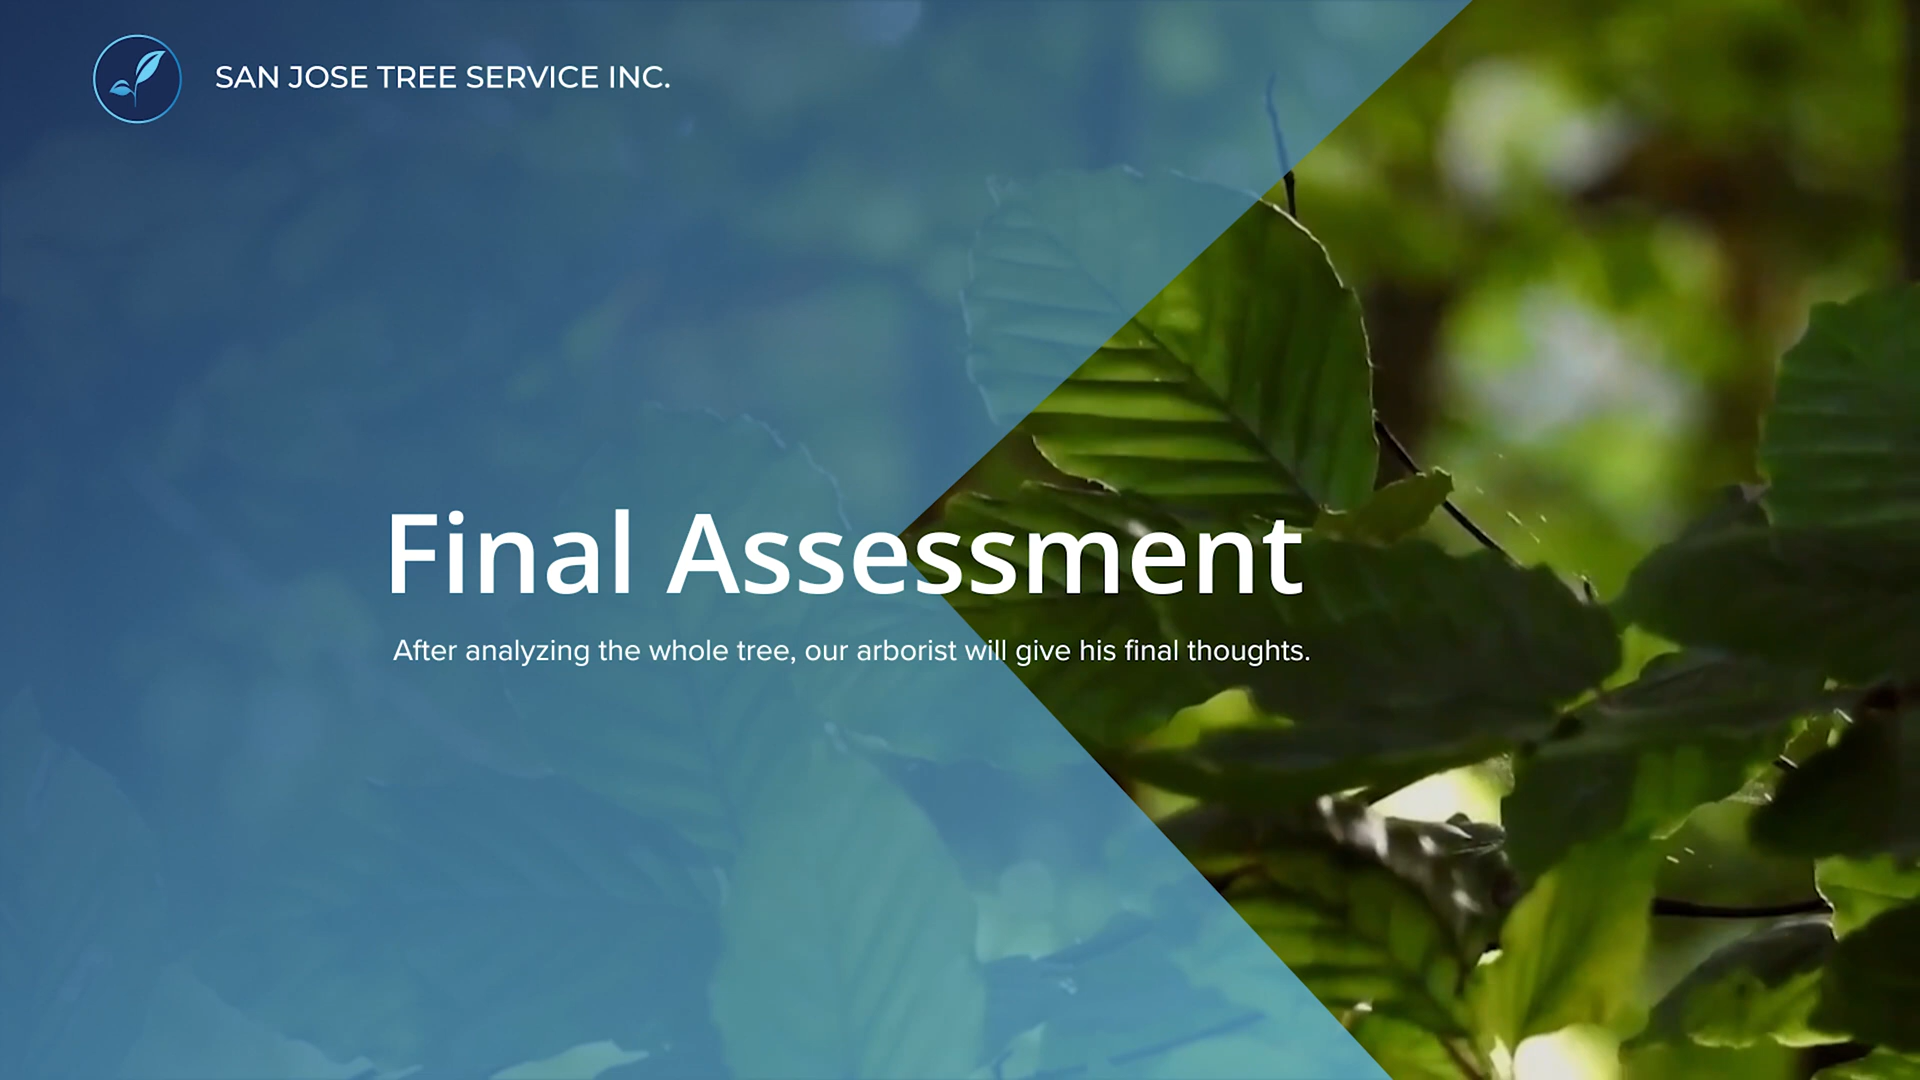 SAN JOSE TREE SERVICE INC.
Final Assessment
After analyzing the whole tree, our arborist will give his final thoughts.